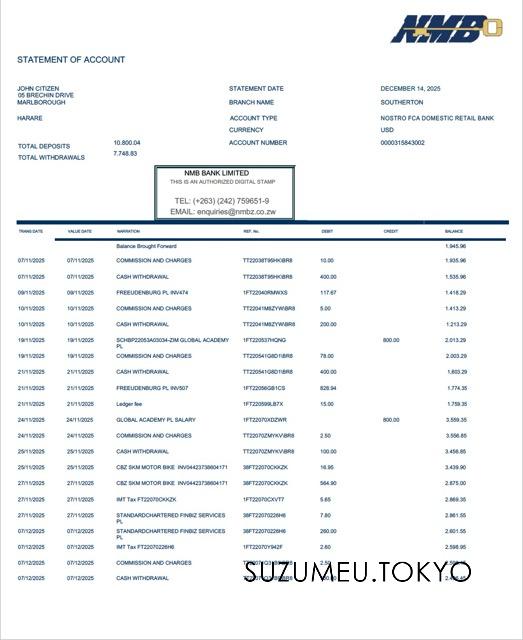 NMB
STATEMENT OF ACCOUNT
JOHN CITIZEN
05 BRECHIN DRIVE
MARLBOROUGH
HARARE
TOTAL DEPOSITS 10.800.04
TOTAL WITHDRAWALS 7.748.83
STATEMENT DATE DECEMBER 14, 2025
BRANCH NAME SOUTHERTON
ACCOUNT TYPE NOSTRO FCA DOMESTIC RETAIL BANK
CURRENCY USD
ACCOUNT NUMBER 0000315843002
NMB BANK LIMITED
THIS IS AN AUTHORIZED DIGITAL STAMP
TEL: (+263) (242) 759651-9
EMAIL: enquiries@nmbz.co.zw
TRANS DATE VALUE DATE NARRATION REF. No. DEBIT CREDIT BALANCE
Balance Brought Forward 1.945.96
07/11/2025 07/11/2025 COMMISSION AND CHARGES TT22038T95HK\BR8 10.00 1.935.96
07/11/2025 07/11/2025 CASH WITHDRAWAL TT22038T95HK\BR8 400.00 1.535.96
09/11/2025 09/11/2025 FREEUDENBURG PL INV474 1FT22040RMWXS 117.67 1.418.29
10/11/2025 10/11/2025 COMMISSION AND CHARGES TT22041M8ZYW\BR8 5.00 1.413.29
10/11/2025 10/11/2025 CASH WITHDRAWAL TT22041M8ZYW\BR8 200.00 1.213.29
19/11/2025 19/11/2025 SCHBP22053A03034-ZIM GLOBAL ACADEMY 1FT220537HQNG 800.00 2.013.29
PL
19/11/2025 19/11/2025 COMMISSION AND CHARGES TT220541G8D1\BR8 78.00 2.003.29
21/11/2025 21/11/2025 CASH WITHDRAWAL TT220541G8D1\BR8 400.00 1,603.29
21/11/2025 21/11/2025 FREEUDENBURG PL INV507 1FT22056GB1CS 828.94 1.774.35
21/11/2025 21/11/2025 Ledger fee 1FT220599LB7X 15.00 1.759.35
24/11/2025 24/11/2025 GLOBAL ACADEMY PL SALARY 1FT22070XDZWR 800.00 3.559.35
24/11/2025 24/11/2025 COMMISSION AND CHARGES TT22070ZMYKV\BR8 2.50 3.556.85
25/11/2025 25/11/2025 CASH WITHDRAWAL TT22070ZMYKV\BR8 100.00 3.456.85
25/11/2025 25/11/2025 CBZ SKM MOTOR BIKE INV04423738604171 38FT22070CKKZK 16.95 3.439.90
27/11/2025 27/11/2025 CBZ SKM MOTOR BIKE INV04423738604171 38FT22070CKKZK 564.90 2.875.00
27/11/2025 27/11/2025 IMT Tax FT22070CKKZK 1FT22070CXVT7 5.65 2.869.35
27/11/2025 27/11/2025 STANDARDCHARTERED FINBIZ SERVICES 38FT22070226H6 7.80 2.861.55
PL
07/12/2025 07/12/2025 STANDARDCHARTERED FINBIZ SERVICES 38FT22070226H6 260.00 2.601.55
PL
07/12/2025 07/12/2025 IMT Tax FT22070226H6 1FT22070Y942F 2.60 2.598.95
07/12/2025 07/12/2025 COMMISSION AND CHARGES
07/12/2025 07/12/2025 CASH WITHDRAWAL
SUZUMEU.TOKYO